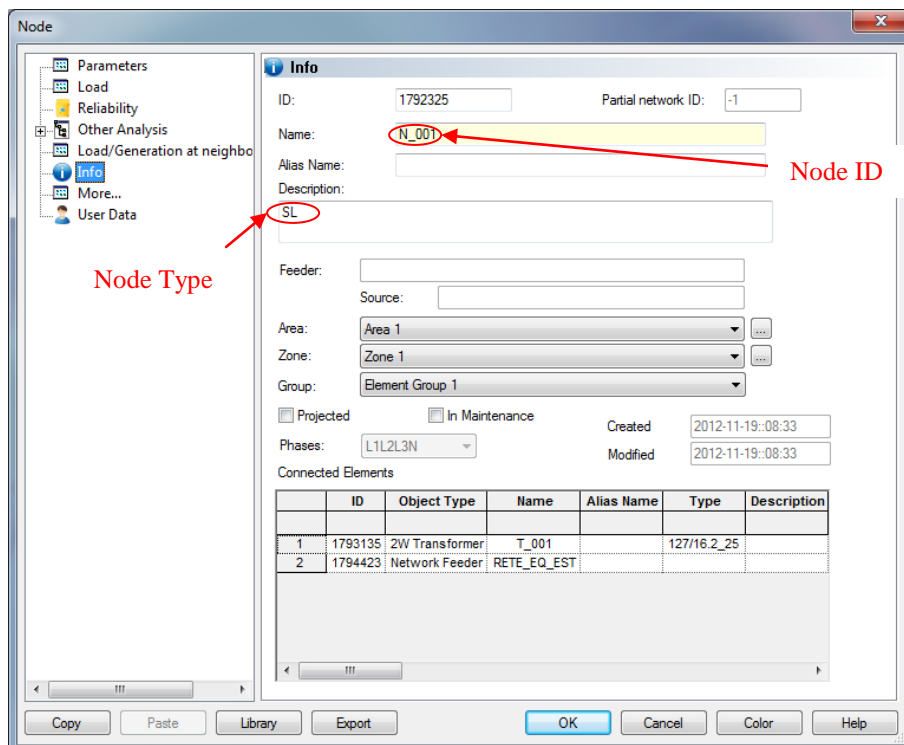 Node
Parameters
Load
Reliability
Other Analysis
Load/Generation at neighbo
Info
More...
User Data
Info
ID: 1792325 Partial network ID: -1
Name: N_001
Node ID
Alias Name:
Description:
SL
Node Type
Feeder:
Source:
Area: Area 1 ...
Zone: Zone 1 ...
Group: Element Group 1
Projected In Maintenance
Created 2012-11-19::08:33
Phases: L1L2L3N
Modified 2012-11-19::08:33
Connected Elements
ID Object Type Name Alias Name Type Description
1 1793135 2W Transformer T_001 127/16.2_25
2 1794423 Network Feeder RETE_EQ_EST
Copy Paste Library Export OK Cancel Color Help